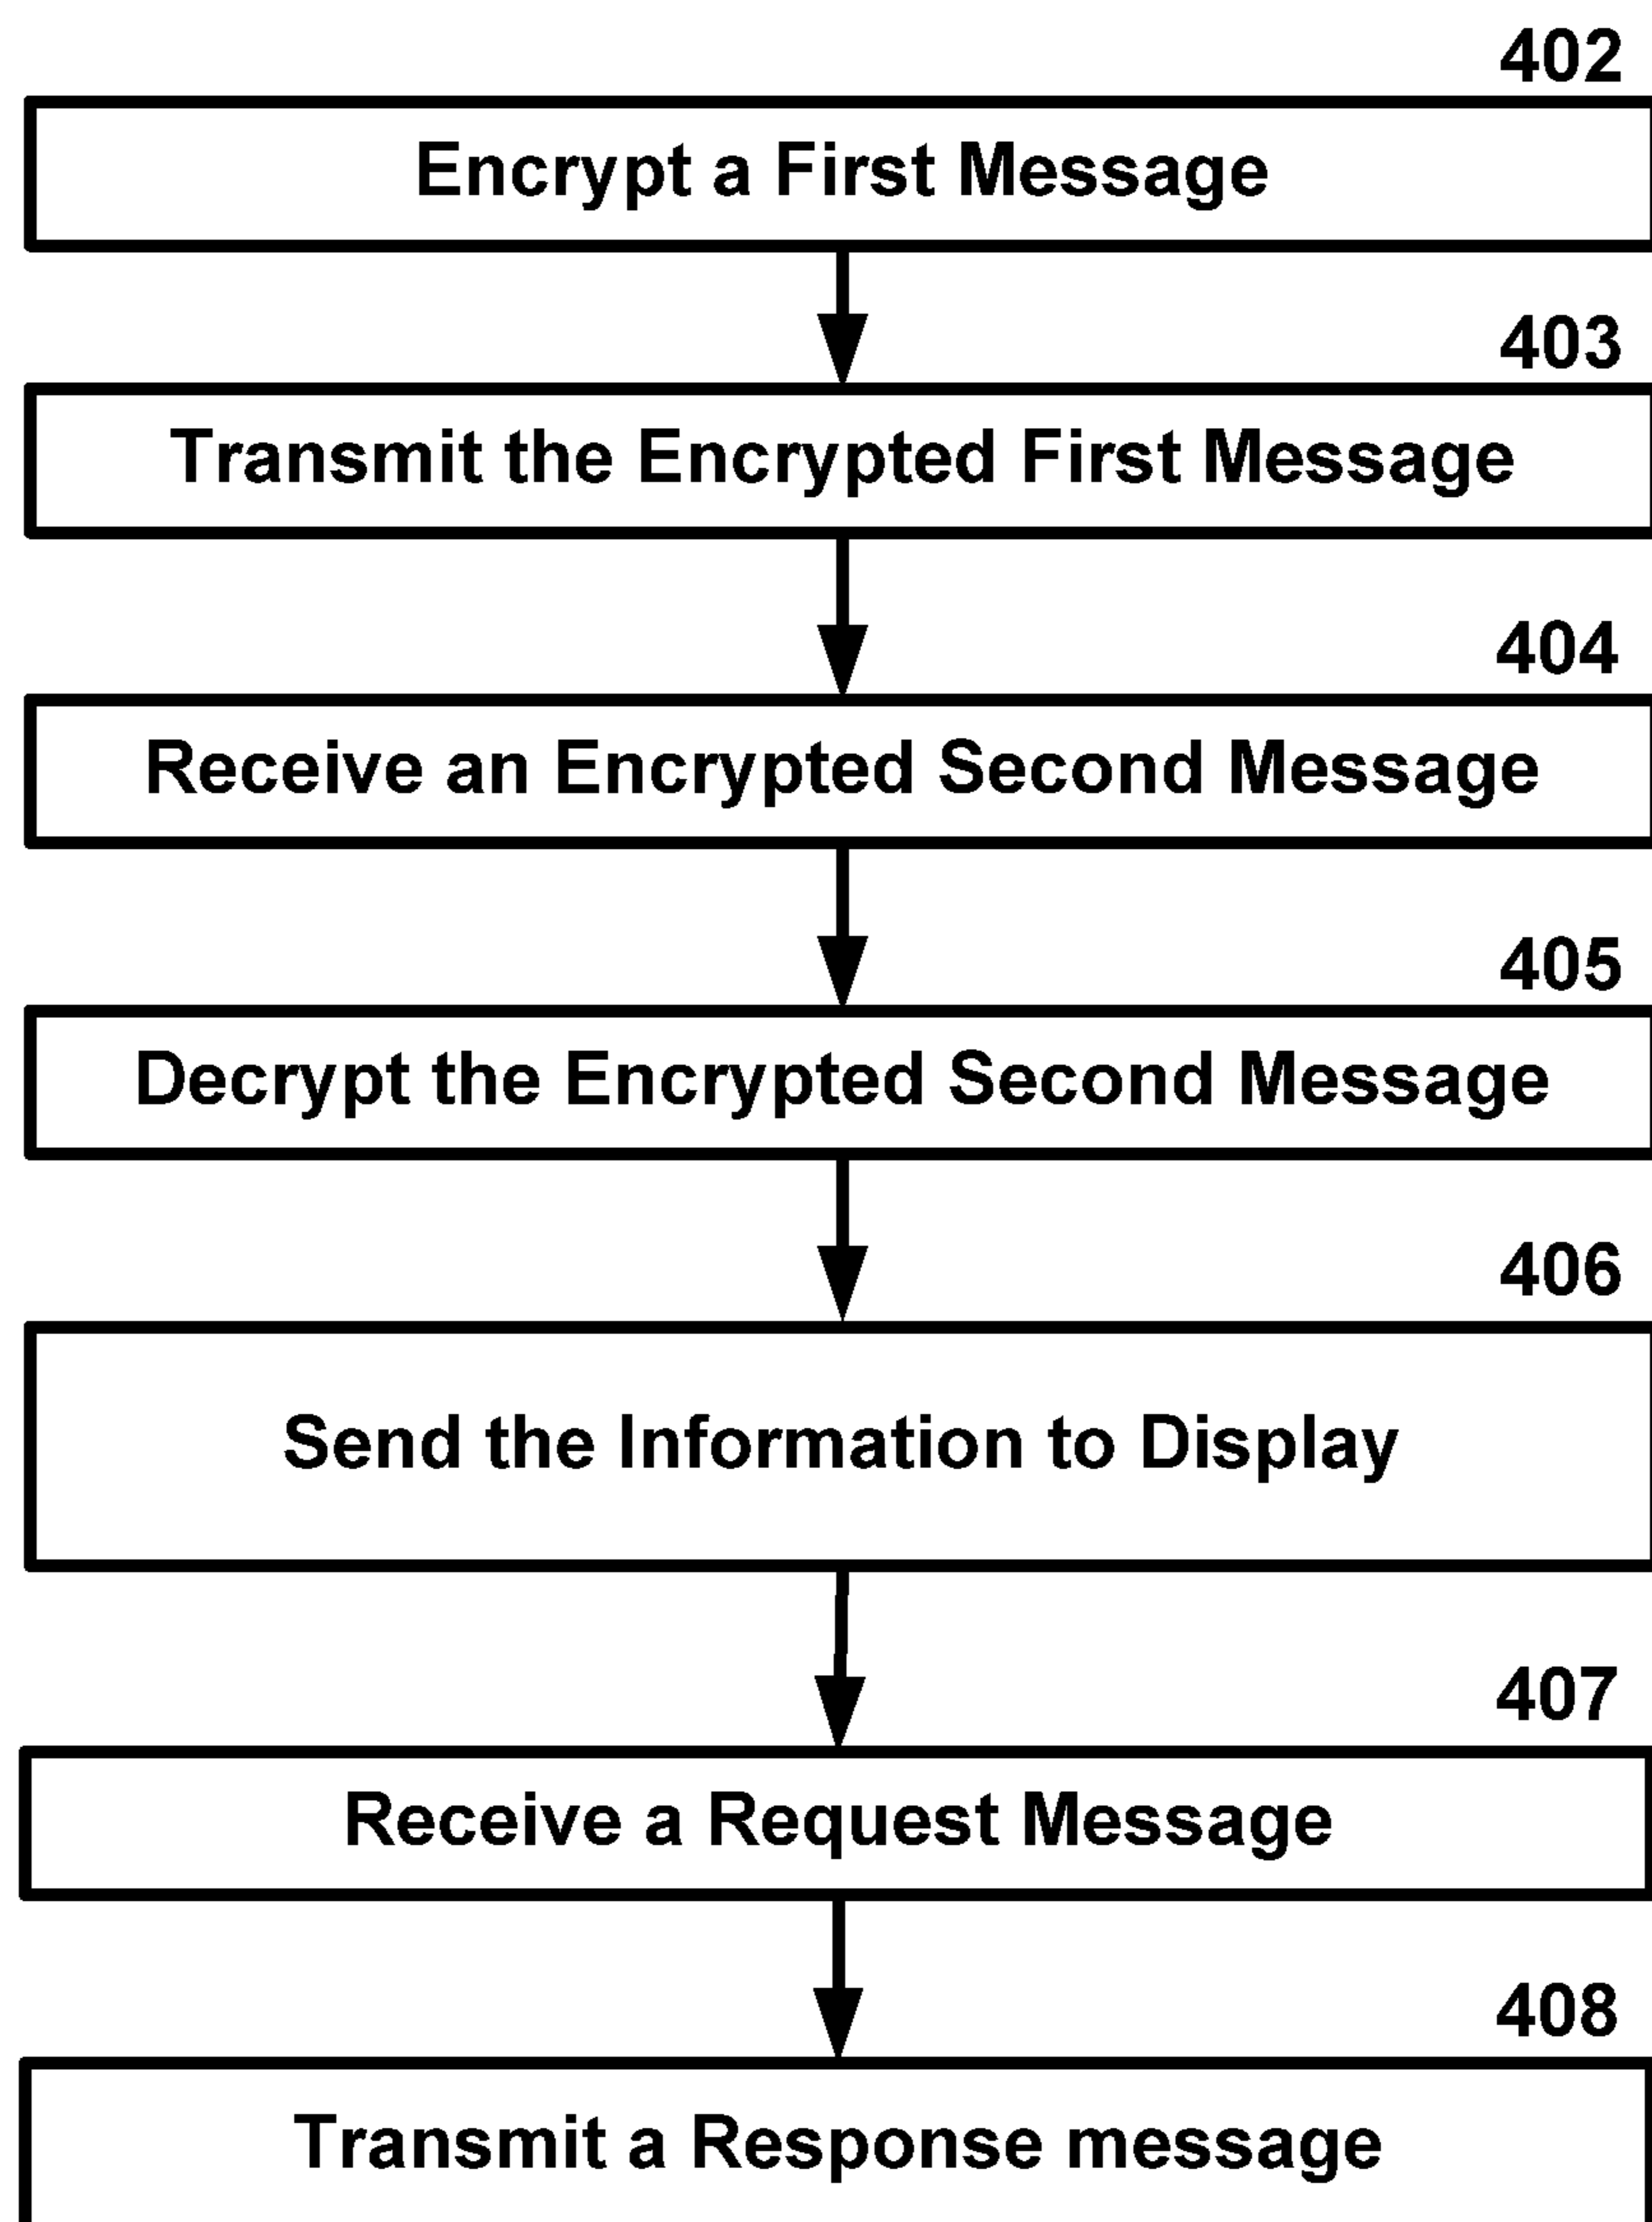 402
Encrypt a First Message
403
Transmit the Encrypted First Message
404
Receive an Encrypted Second Message
405
Decrypt the Encrypted Second Message
406
Send the Information to Display
407
Receive a Request Message
408
Transmit a Response message